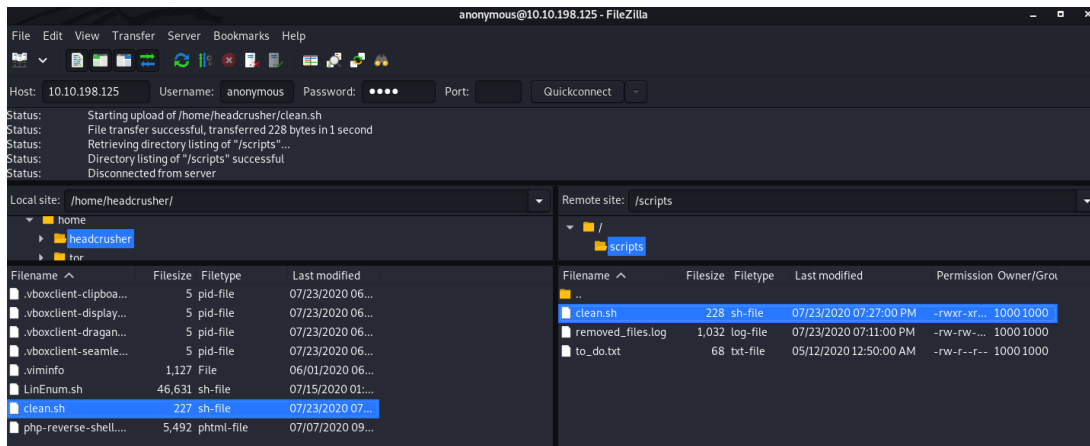 anonymous@10.10.198.125 - FileZilla
File Edit View Transfer Server Bookmarks Help
Host: 10.10.198.125 Username: anonymous Password: •••• Port: Quickconnect
Status: Starting upload of /home/headcrusher/clean.sh
Status: File transfer successful, transferred 228 bytes in 1 second
Status: Retrieving directory listing of "/scripts"...
Status: Directory listing of "/scripts" successful
Status: Disconnected from server
Local site: /home/headcrusher/
home
headcrusher
tor
Filename Filesize Filetype Last modified
.vboxclient-clipboa... 5 pid-file 07/23/2020 06...
.vboxclient-display... 5 pid-file 07/23/2020 06...
.vboxclient-dragan... 5 pid-file 07/23/2020 06...
.vboxclient-seamle... 5 pid-file 07/23/2020 06...
.viminfo 1,127 File 06/01/2020 06...
LinEnum.sh 46,631 sh-file 07/15/2020 01:...
clean.sh 227 sh-file 07/23/2020 07...
php-reverse-shell.... 5,492 phtml-file 07/07/2020 09...
Remote site: /scripts
/
scripts
Filename Filesize Filetype Last modified Permission Owner/Grou
..
clean.sh 228 sh-file 07/23/2020 07:27:00 PM -rwxr-xr... 1000 1000
removed_files.log 1,032 log-file 07/23/2020 07:11:00 PM -rw-rw-... 1000 1000
to_do.txt 68 txt-file 05/12/2020 12:50:00 AM -rw-r--r-- 1000 1000